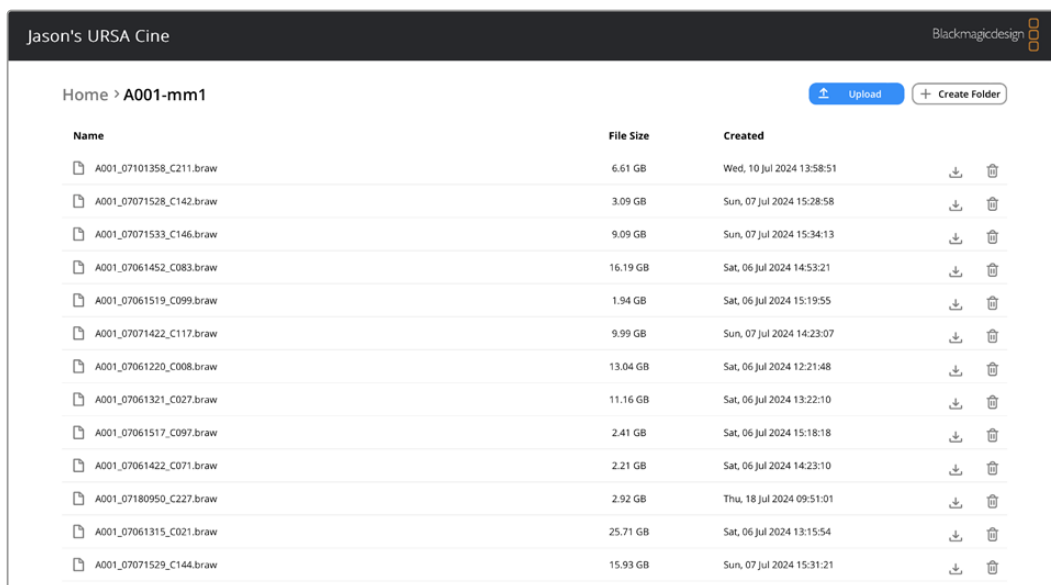 Jason's URSA Cine
Blackmagicdesign
Home > A001-mm1
Upload
+ Create Folder
Name File Size Created
A001_07101358_C211.braw 6.61 GB Wed, 10 Jul 2024 13:58:51
A001_07071528_C142.braw 3.09 GB Sun, 07 Jul 2024 15:28:58
A001_07071533_C146.braw 9.09 GB Sun, 07 Jul 2024 15:34:13
A001_07061452_C083.braw 16.19 GB Sat, 06 Jul 2024 14:53:21
A001_07061519_C099.braw 1.94 GB Sat, 06 Jul 2024 15:19:55
A001_07071422_C117.braw 9.99 GB Sun, 07 Jul 2024 14:23:07
A001_07061220_C008.braw 13.04 GB Sat, 06 Jul 2024 12:21:48
A001_07061321_C027.braw 11.16 GB Sat, 06 Jul 2024 13:22:10
A001_07061517_C097.braw 2.41 GB Sat, 06 Jul 2024 15:18:18
A001_07061422_C071.braw 2.21 GB Sat, 06 Jul 2024 14:23:10
A001_07180950_C227.braw 2.92 GB Thu, 18 Jul 2024 09:51:01
A001_07061315_C021.braw 25.71 GB Sat, 06 Jul 2024 13:15:54
A001_07071529_C144.braw 15.93 GB Sun, 07 Jul 2024 15:31:21